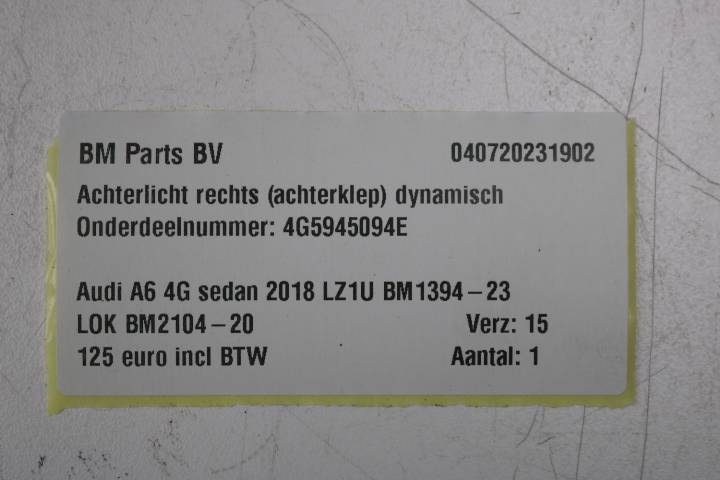 BM Parts BV 040720231902
Achterlicht rechts (achterklep) dynamisch
Onderdeelnummer: 4G5945094E
Audi A6 4G sedan 2018 LZ1U BM1394-23
LOK BM2104-20 Verz: 15
125 euro incl BTW Aantal: 1